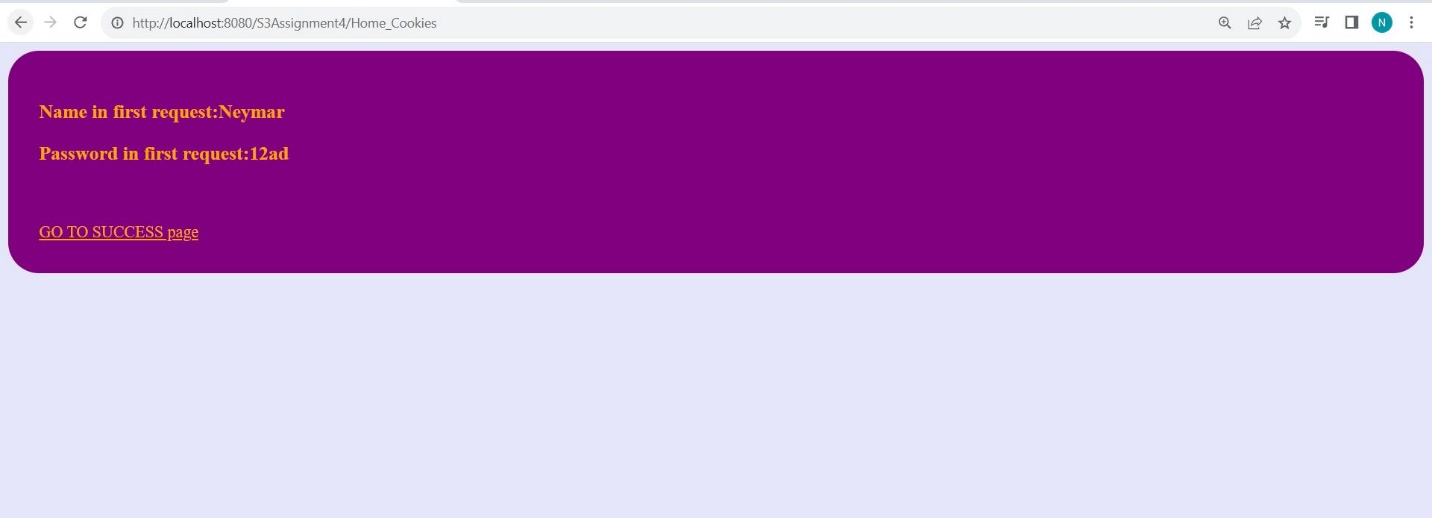 http://localhost:8080/S3Assignment4/Home_Cookies
N
Name in first request:Neymar
Password in first request:12ad
GO TO SUCCESS page